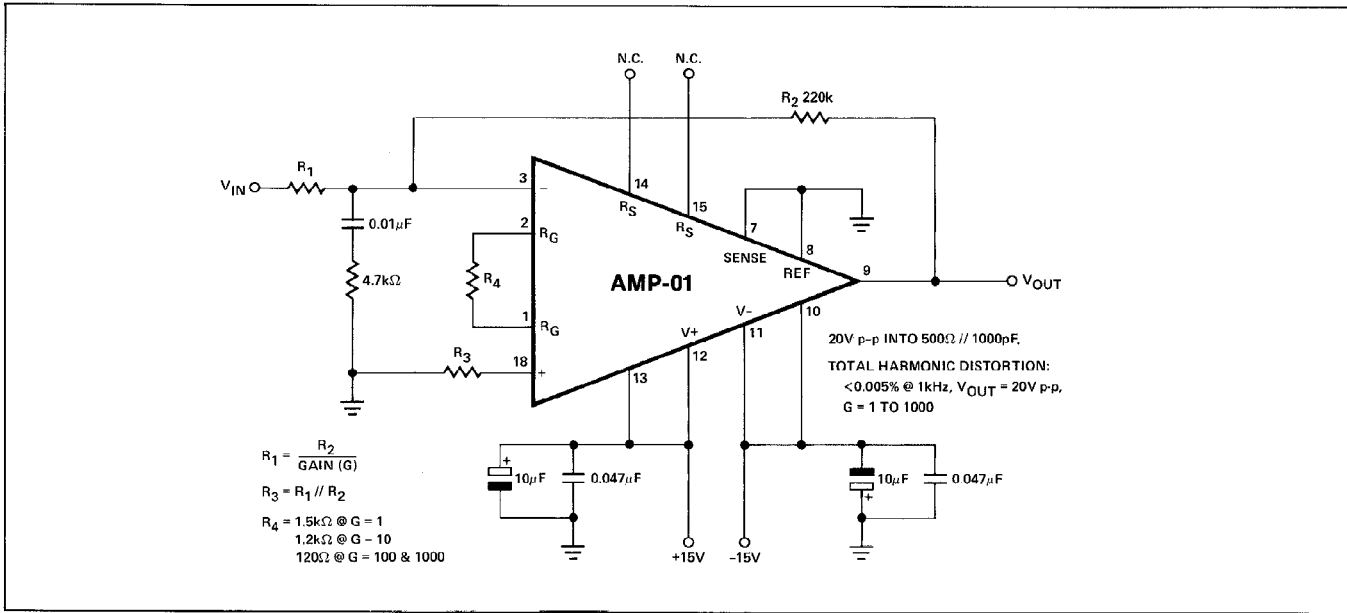 N.C. N.C.
R2 220k
R1
VIN
3 − 14
RS
15
RS
7
8
SENSE
REF
9
VOUT
0.01μF
2
RG
4.7kΩ
R4
AMP-01
1 RG
V+ V−
10
11
12
13
R3
18 +
20V p-p INTO 500Ω // 1000pF,
TOTAL HARMONIC DISTORTION:
<0.005% @ 1kHz, VOUT = 20V p-p,
G = 1 TO 1000
R1 = R2
GAIN (G)
R3 = R1 // R2
R4 = 1.5kΩ @ G = 1
1.2kΩ @ G − 10
120Ω @ G = 100 & 1000
+
10μF 0.047μF
10μF 0.047μF
+
+15V −15V